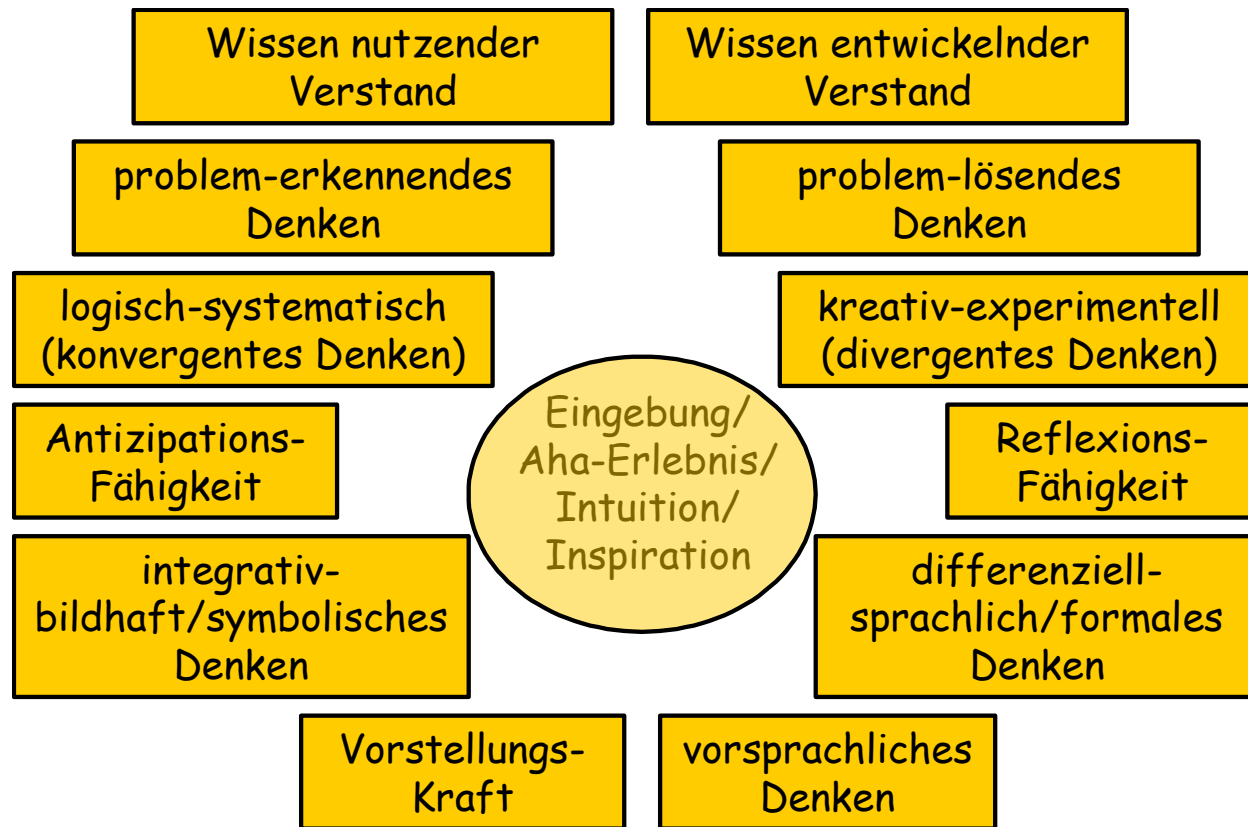 Wissen nutzender
Verstand
Wissen entwickelnder
Verstand
problem-erkennendes
Denken
problem-lösendes
Denken
logisch-systematisch
(konvergentes Denken)
kreativ-experimentell
(divergentes Denken)
Eingebung/
Aha-Erlebnis/
Intuition/
Inspiration
Antizipations-
Fähigkeit
Reflexions-
Fähigkeit
integrativ-
bildhaft/symbolisches
Denken
differenziell-
sprachlich/formales
Denken
Vorstellungs-
Kraft
vorsprachliches
Denken